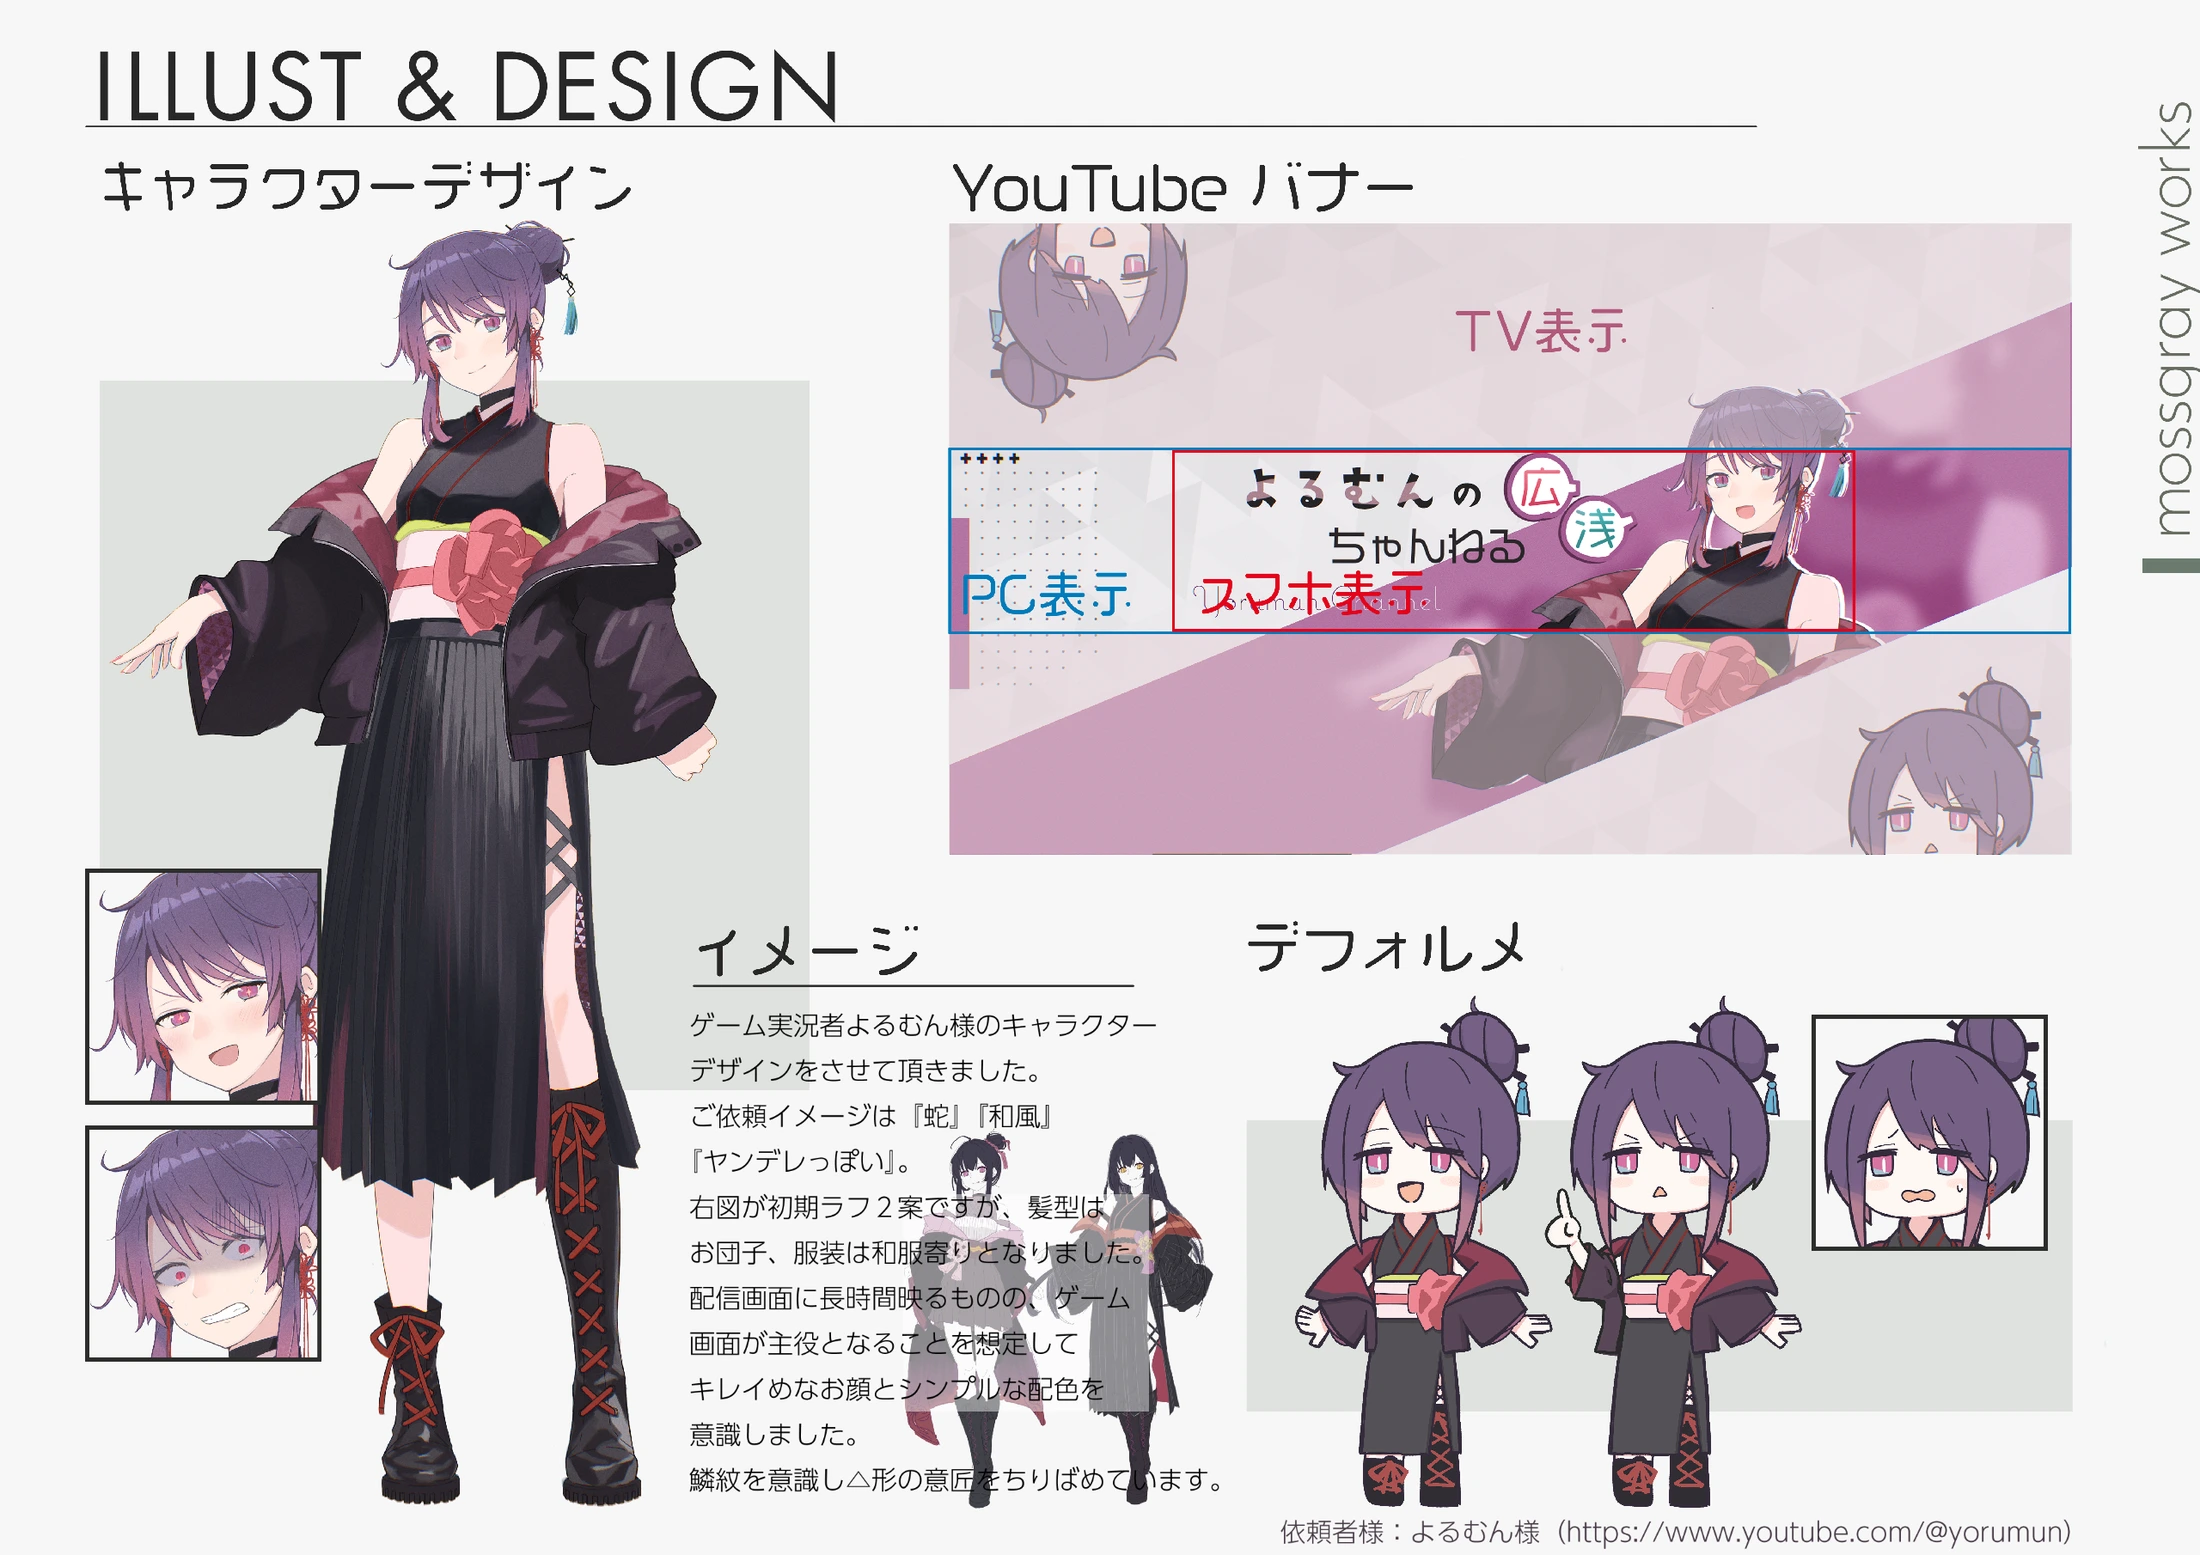 ILLUST & DESIGN
mossgray works
キャラクターデザイン
YouTube バナー
TV表示
よるむんの広
浅
ちゃんねる
PC表示
スマホ表示
Yorumun Channel
イメージ
ゲーム実況者よるむん様のキャラクター
デザインをさせて頂きました。
ご依頼イメージは『蛇』『和風』
『ヤンデレっぽい』。
右図が初期ラフ２案ですが、髪型は
お団子、服装は和服寄りとなりました。
配信画面に長時間映るものの、ゲーム
画面が主役となることを想定して
キレイめなお顔とシンプルな配色を
意識しました。
鱗紋を意識し△形の意匠をちりばめています。
デフォルメ
依頼者様：よるむん様（https://www.youtube.com/@yorumun）